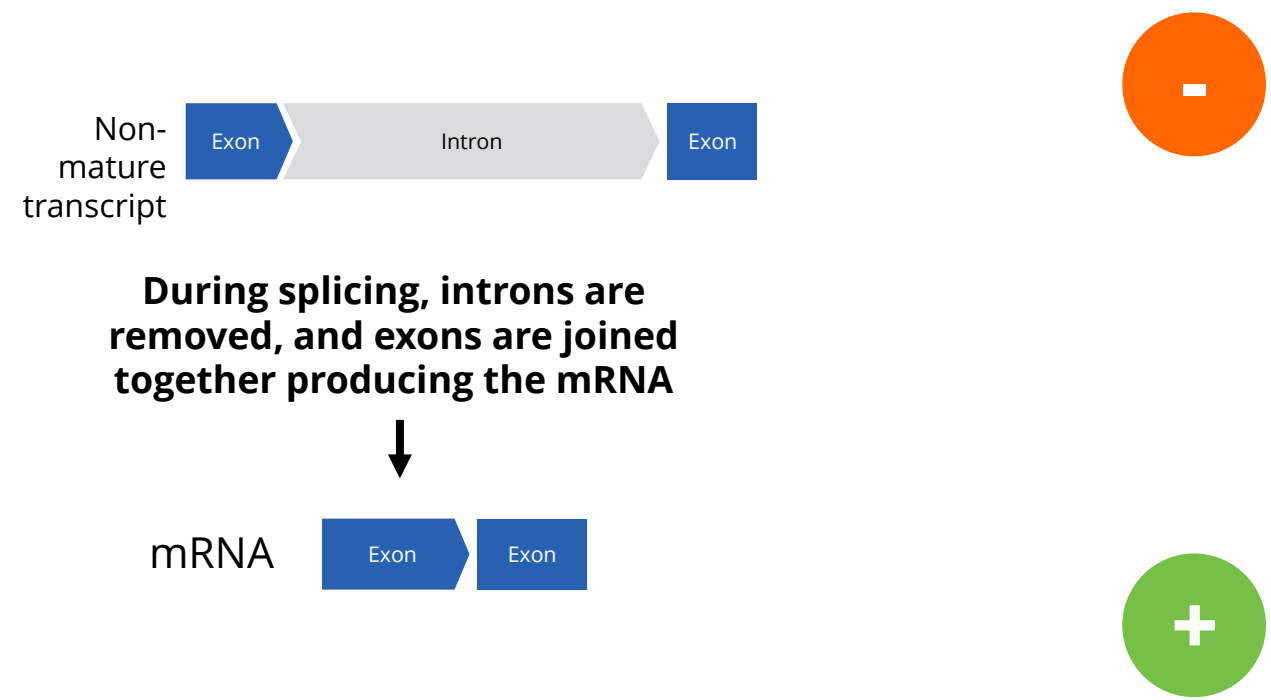 -
Non-
mature
transcript
Exon
Intron
Exon
During splicing, introns are
removed, and exons are joined
together producing the mRNA
mRNA
Exon
Exon
+